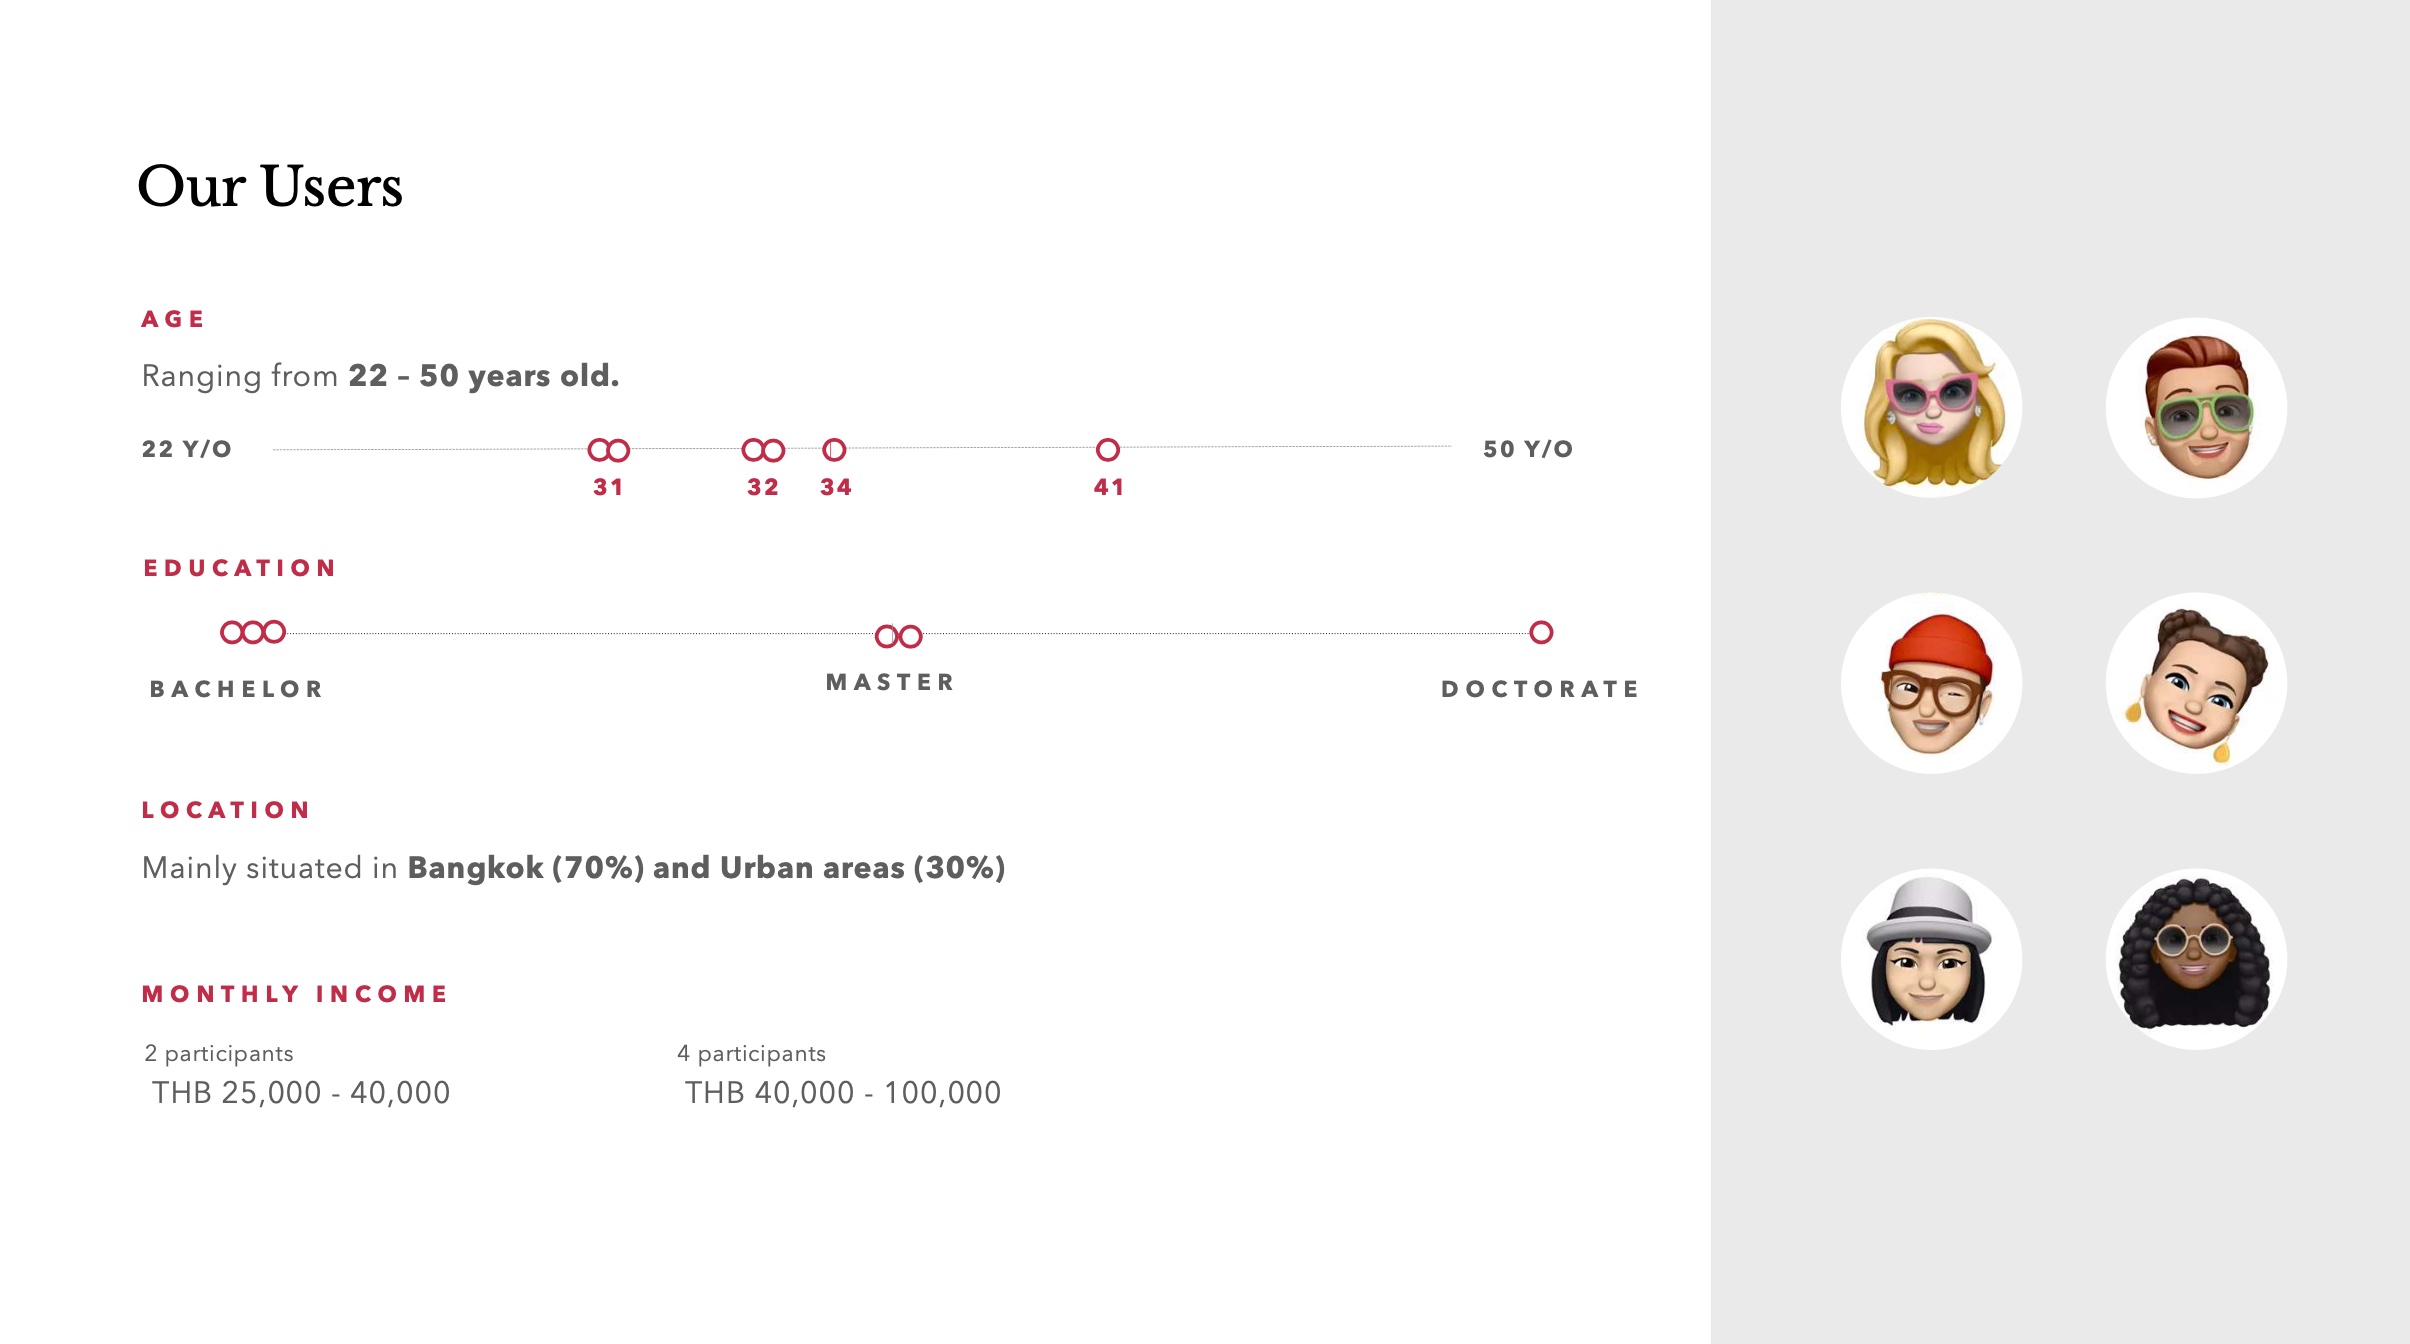 Our Users
AGE
Ranging from 22 – 50 years old.
22 Y/O
50 Y/O
31
32
34
41
EDUCATION
BACHELOR
MASTER
DOCTORATE
LOCATION
Mainly situated in Bangkok (70%) and Urban areas (30%)
MONTHLY INCOME
2 participants
THB 25,000 - 40,000
4 participants
THB 40,000 - 100,000